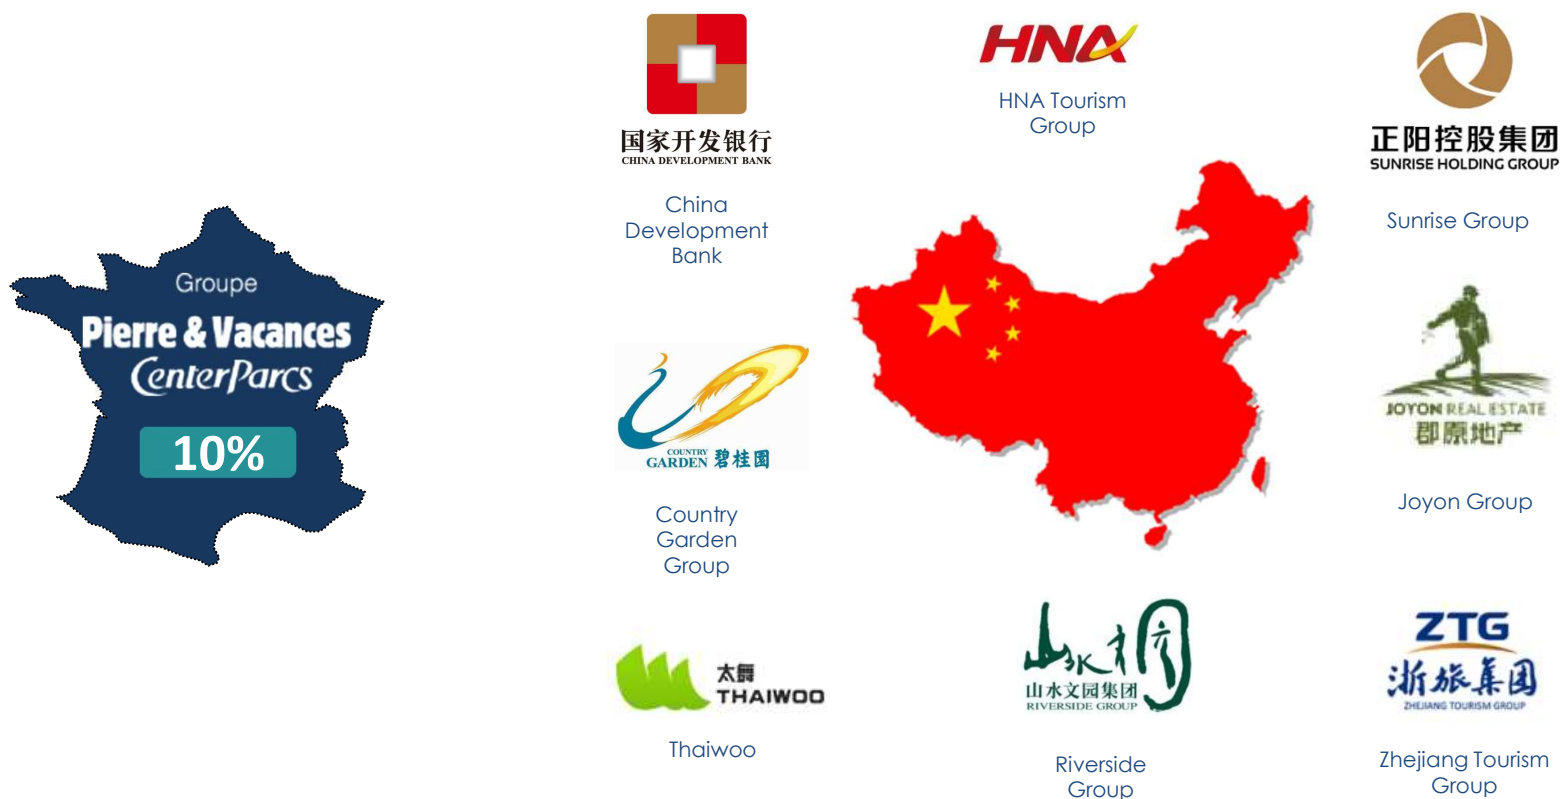 Groupe
Pierre & Vacances
CenterParcs
10%
国家开发银行
CHINA DEVELOPMENT BANK
China
Development
Bank
HNA
HNA Tourism
Group
正阳控股集团
SUNRISE HOLDING GROUP
Sunrise Group
COUNTRY
GARDEN 碧桂园
Country
Garden
Group
JOYON REAL ESTATE
郡原地产
Joyon Group
太舞
THAIWOO
Thaiwoo
山水文园集团
RIVERSIDE GROUP
Riverside
Group
ZTG
浙旅集团
ZHEJIANG TOURISM GROUP
Zhejiang Tourism
Group